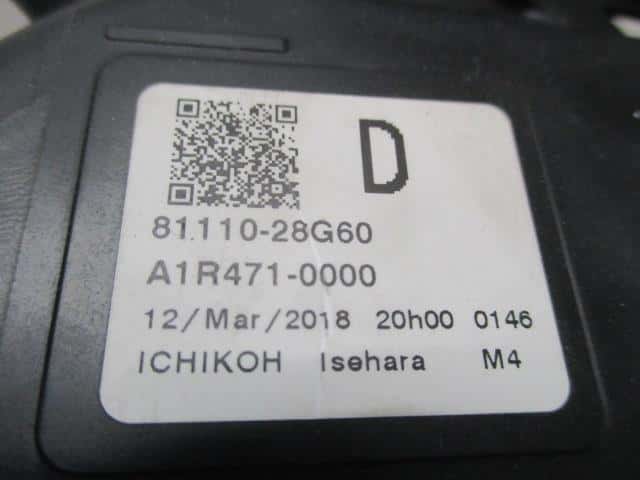 D
81110-28G60
A1R471-0000
12/Mar/2018 20h00 0146
ICHIKOH Isehara M4